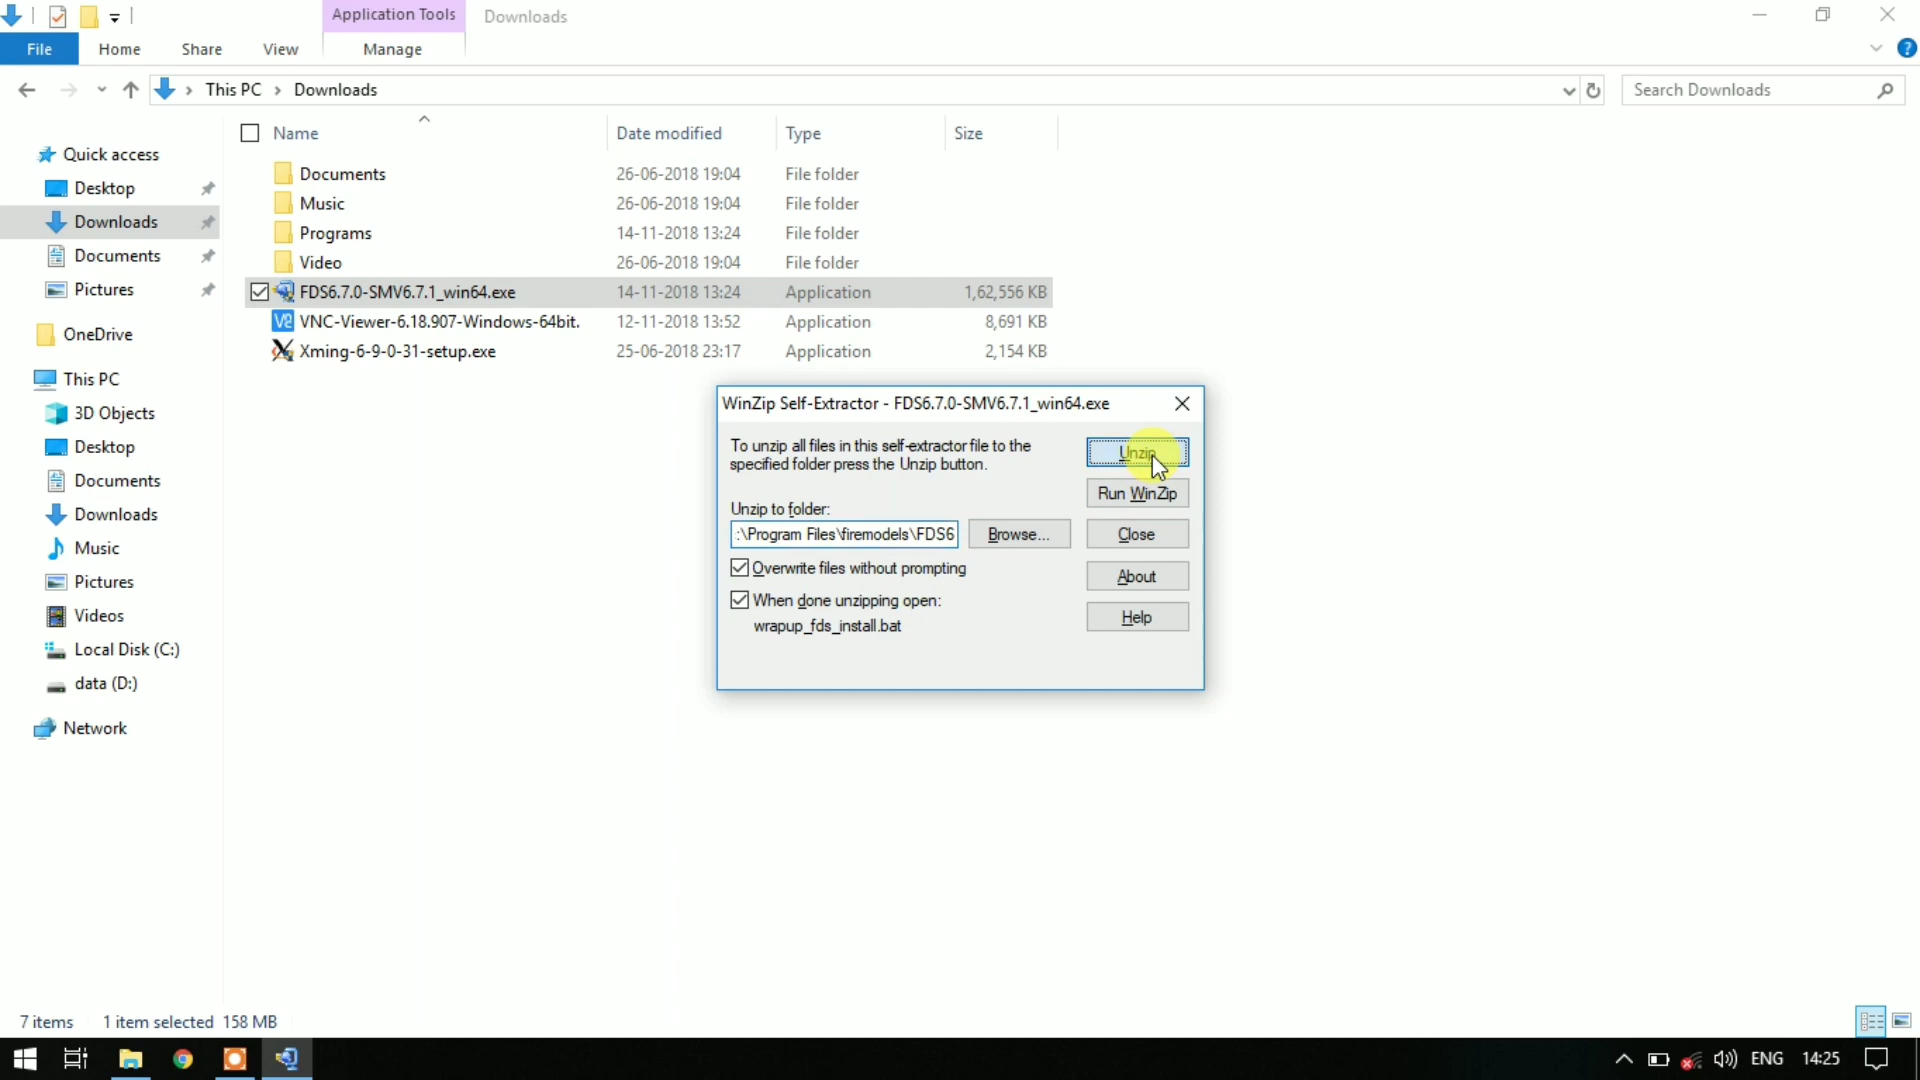 Application Tools
Downloads
File
Home
Share
View
Manage
This PC > Downloads
Search Downloads
Name
Date modified
Type
Size
Quick access
Desktop
Downloads
Documents
Pictures
OneDrive
This PC
3D Objects
Desktop
Documents
Downloads
Music
Pictures
Videos
Local Disk (C:)
data (D:)
Network
Documents 26-06-2018 19:04 File folder
Music 26-06-2018 19:04 File folder
Programs 14-11-2018 13:24 File folder
Video 26-06-2018 19:04 File folder
FDS6.7.0-SMV6.7.1_win64.exe 14-11-2018 13:24 Application 1,62,556 KB
VNC-Viewer-6.18.907-Windows-64bit. 12-11-2018 13:52 Application 8,691 KB
Xming-6-9-0-31-setup.exe 25-06-2018 23:17 Application 2,154 KB
WinZip Self-Extractor - FDS6.7.0-SMV6.7.1_win64.exe
To unzip all files in this self-extractor file to the
specified folder press the Unzip button.
Unzip to folder:
:\Program Files\firemodels\FDS6
Browse...
Overwrite files without prompting
When done unzipping open:
wrapup_fds_install.bat
Unzip
Run WinZip
Close
About
Help
7 items 1 item selected 158 MB
ENG 14:25